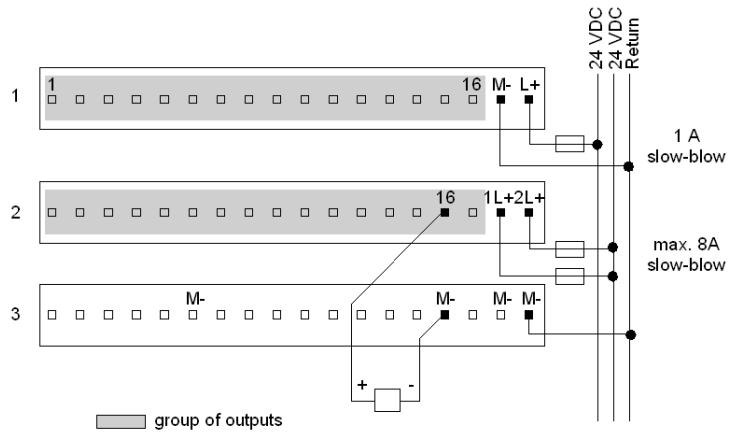 24 VDC
24 VDC
Return
1
1
16
M-
L+
1 A
slow-blow
2
16
1L+
2L+
max. 8A
slow-blow
3
M-
M-
M-
M-
+
-
group of outputs